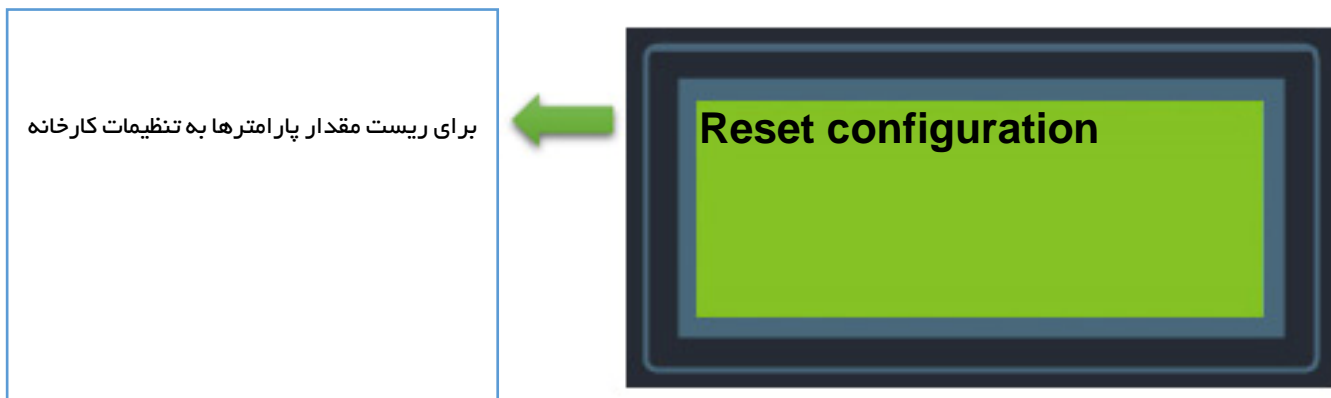 برای ریست مقدار پارامترها به تنظیمات کارخانه
Reset configuration